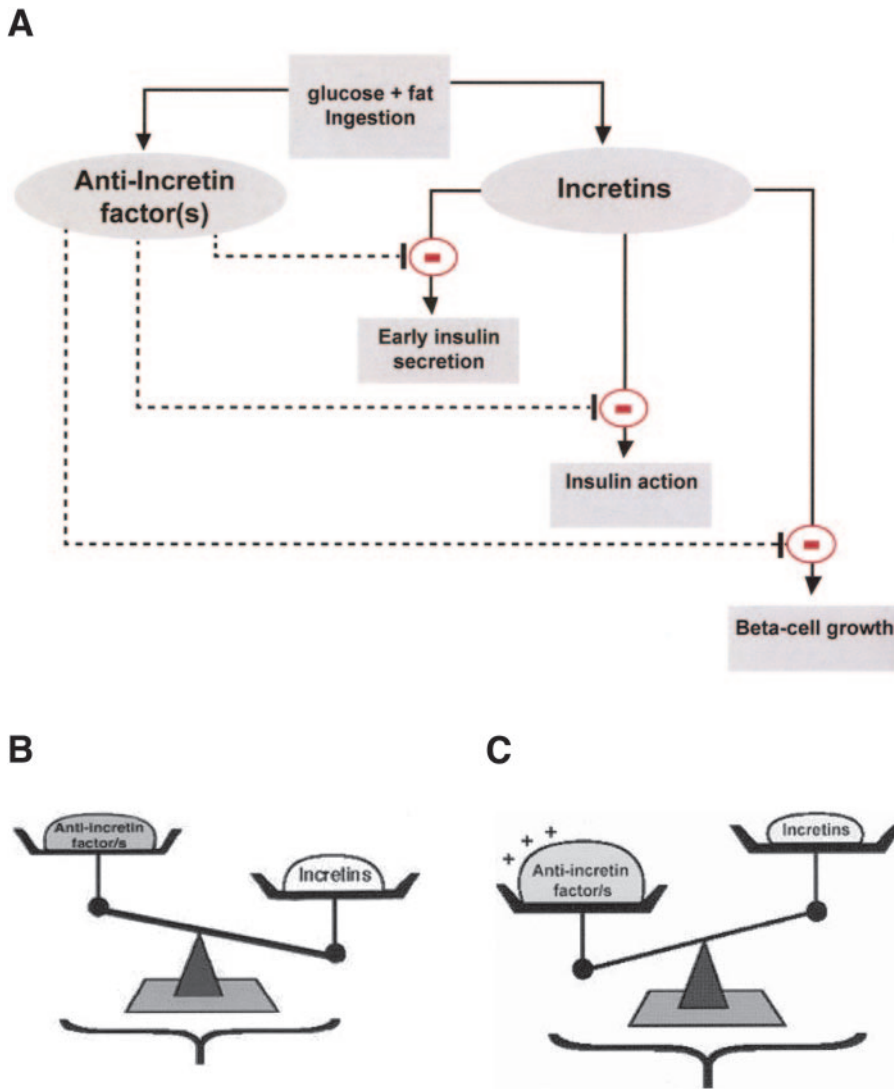 A
glucose + fat
Ingestion
Anti-Incretin
factor(s)
Incretins
Early insulin
secretion
Insulin action
Beta-cell growth
B
Anti-Incretin
factor/s
Incretins
C
+ + +
Anti-incretin
factor/s
Incretins